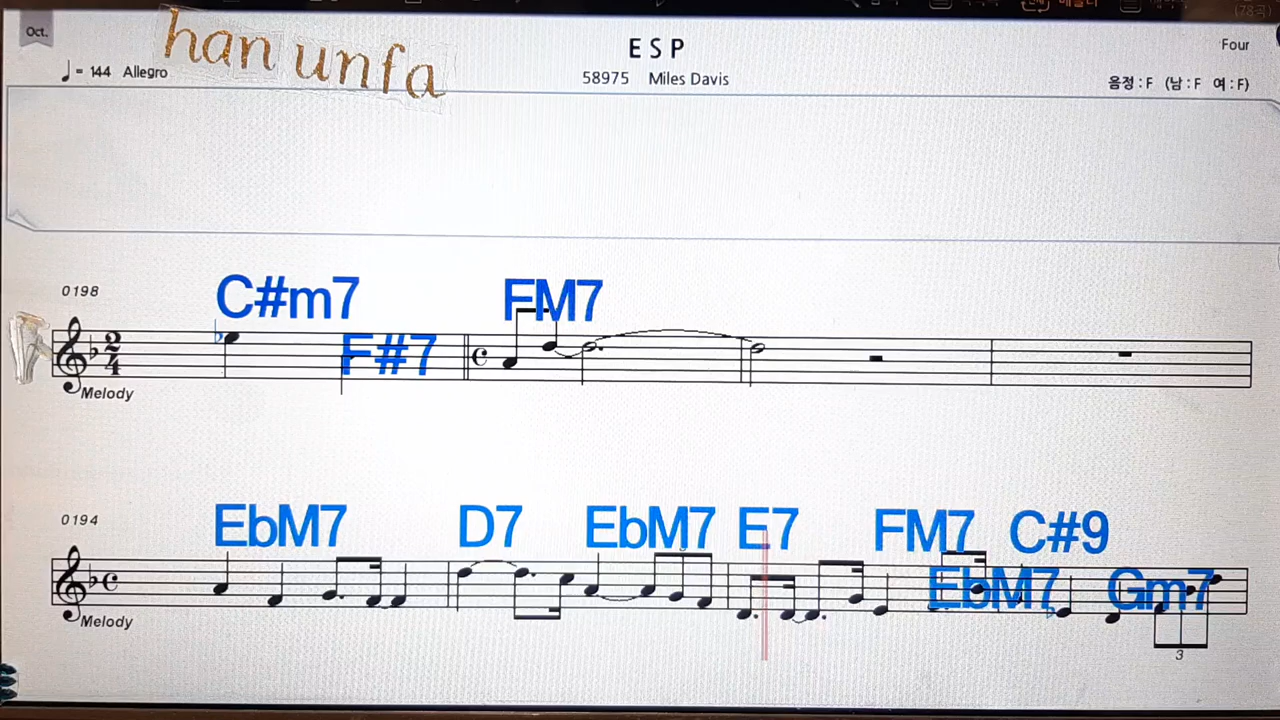 Oct.
han unfa
E S P
Four
♩= 144 Allegro
58975 Miles Davis
음정 : F (남 : F 여 : F)
0198
C#m7 FM7
F#7
Melody
0194
EbM7 D7 EbM7 E7 FM7 C#9
EbM7 Gm7
Melody
3